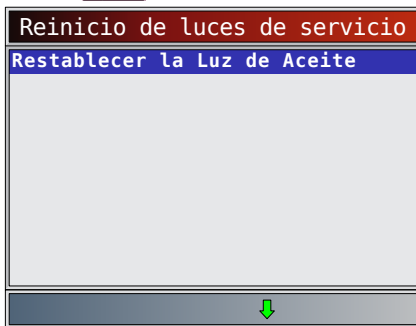 Reinicio de luces de servicio
Restablecer la Luz de Aceite